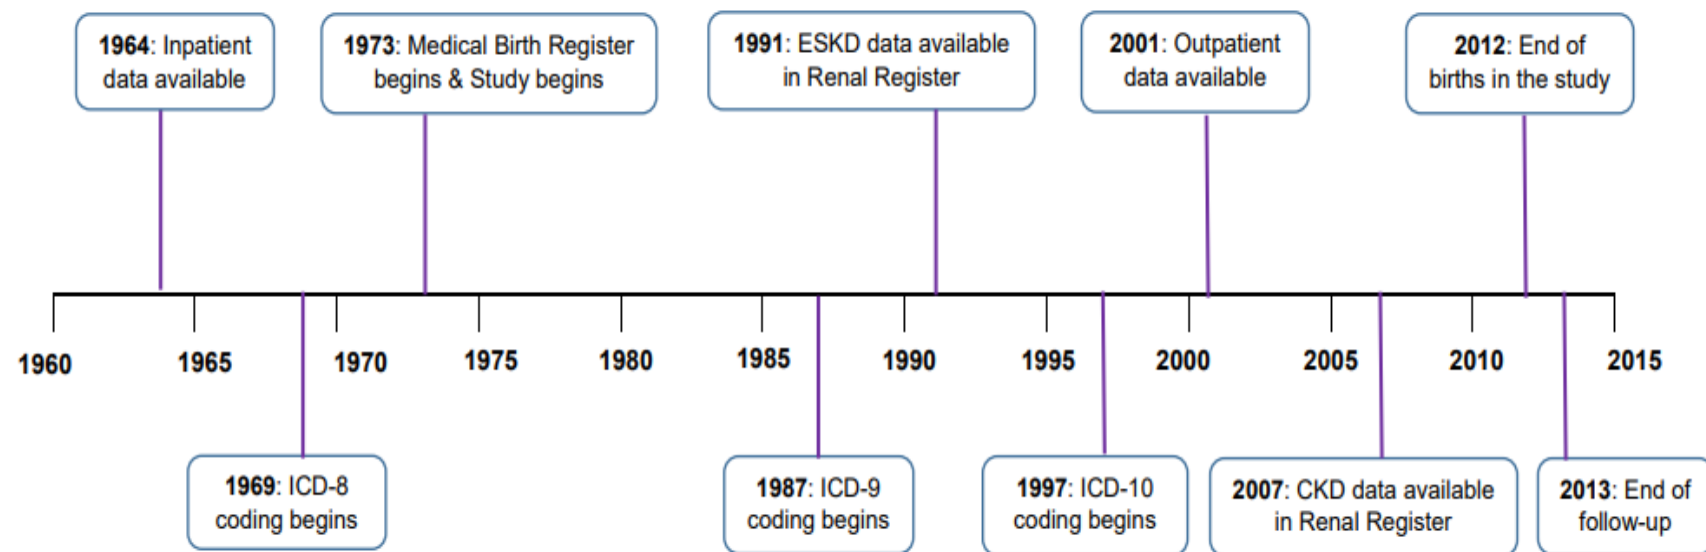 1964: Inpatient
data available
1973: Medical Birth Register
begins & Study begins
1991: ESKD data available
in Renal Register
2001: Outpatient
data available
2012: End of
births in the study
1960
1965
1970
1975
1980
1985
1990
1995
2000
2005
2010
2015
1969: ICD-8
coding begins
1987: ICD-9
coding begins
1997: ICD-10
coding begins
2007: CKD data available
in Renal Register
2013: End of
follow-up